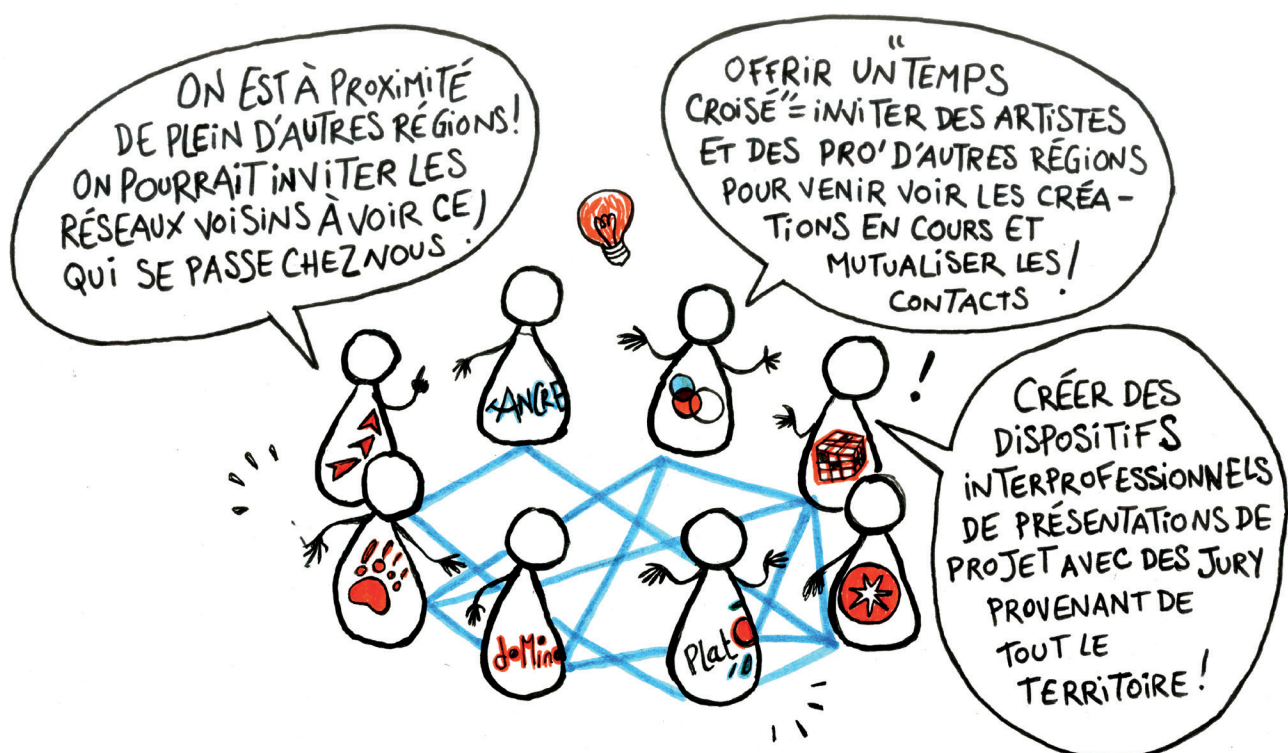 ON EST À PROXIMITÉ
DE PLEIN D'AUTRES RÉGIONS!
ON POURRAIT INVITER LES
RÉSEAUX VOISINS À VOIR CE
QUI SE PASSE CHEZ NOUS !
OFFRIR UN "TEMPS
CROISÉ" = INVITER DES ARTISTES
ET DES PRO' D'AUTRES RÉGIONS
POUR VENIR VOIR LES CRÉA-
TIONS EN COURS ET
MUTUALISER LES
CONTACTS !
!
CRÉER DES
DISPOSITIFS
INTERPROFESSIONNELS
DE PRÉSENTATIONS DE
PROJET AVEC DES JURY
PROVENANT DE
TOUT LE
TERRITOIRE !
ANCRE
doMino
PlatO